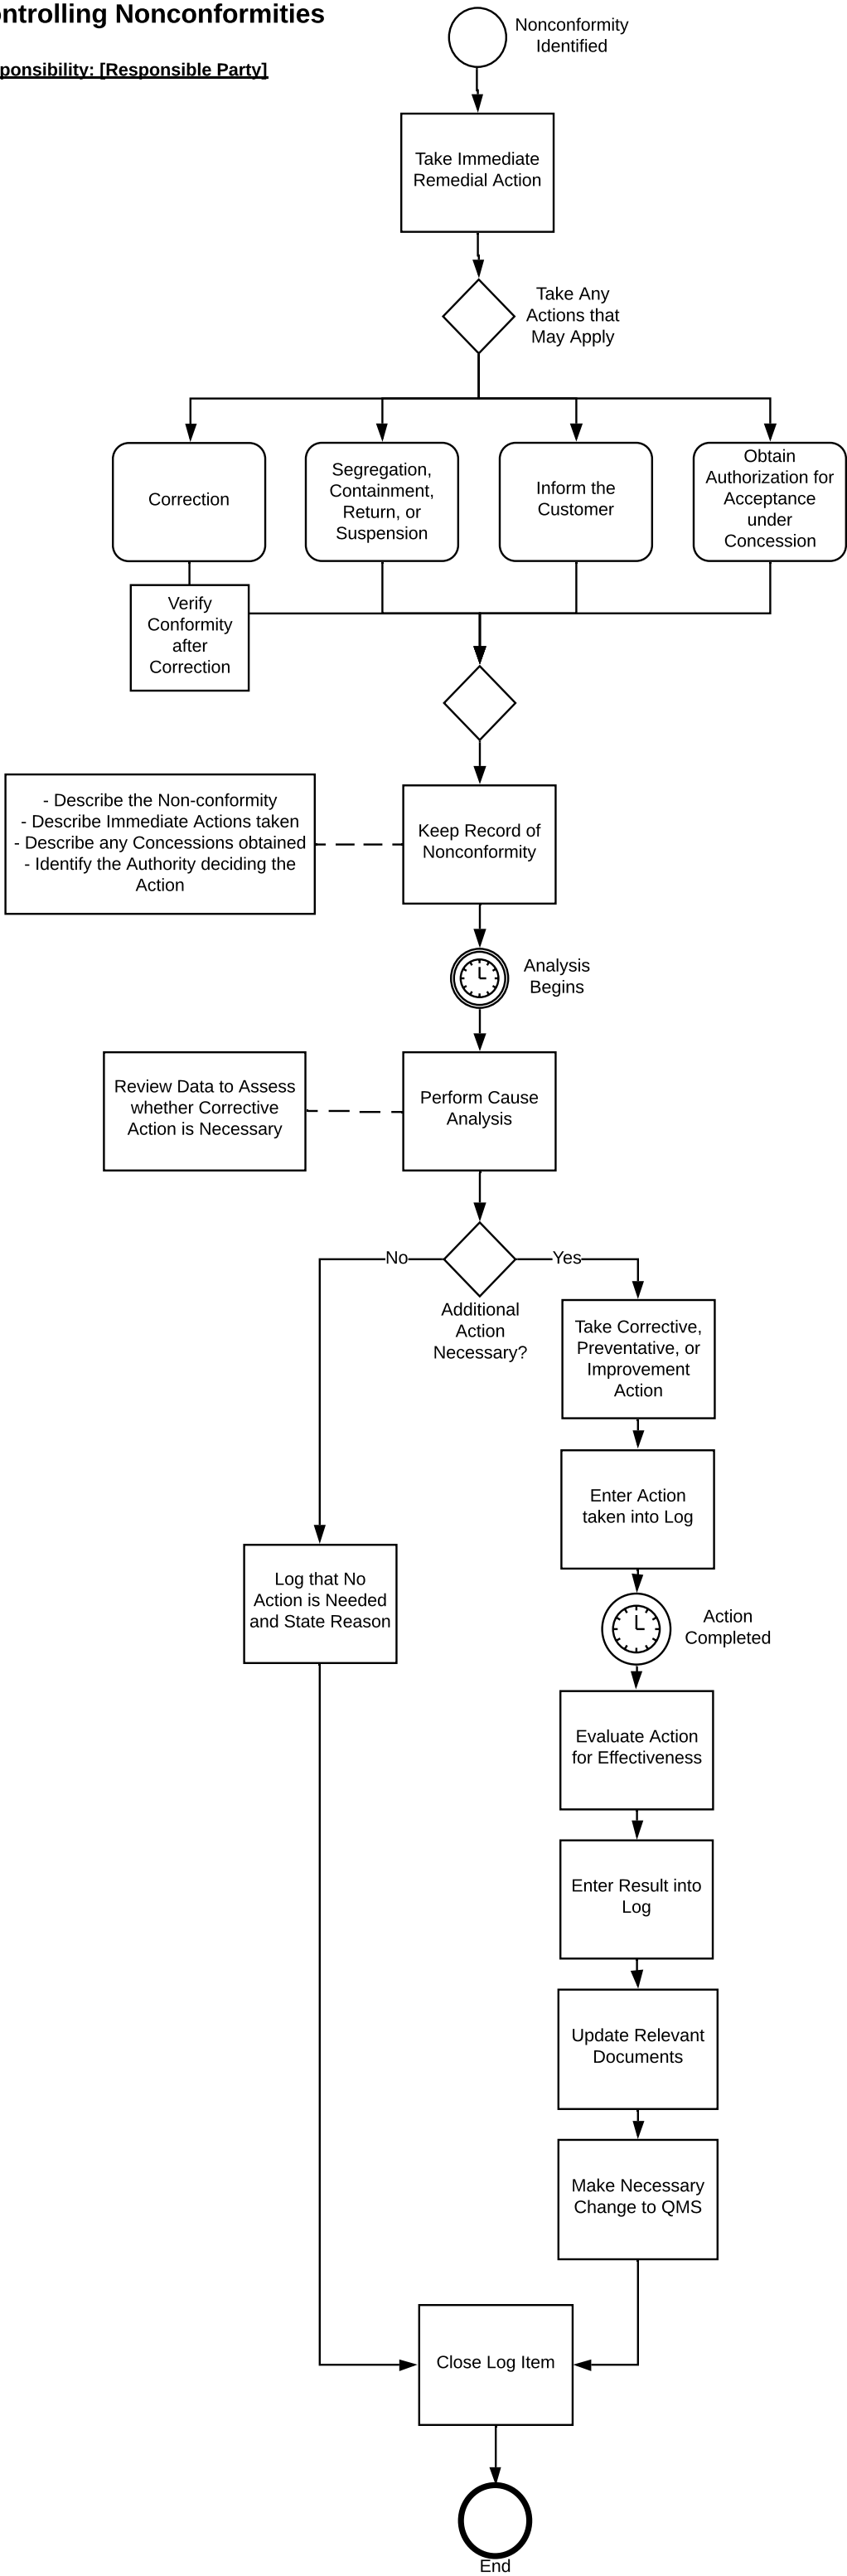 ntrolling Nonconformities
ponsibility: [Responsible Party]
Nonconformity
Identified
Take Immediate
Remedial Action
Take Any
Actions that
May Apply
Correction
Segregation,
Containment,
Return, or
Suspension
Inform the
Customer
Obtain
Authorization for
Acceptance
under
Concession
Verify
Conformity
after
Correction
- Describe the Non-conformity
- Describe Immediate Actions taken
- Describe any Concessions obtained
- Identify the Authority deciding the
Action
Keep Record of
Nonconformity
Analysis
Begins
Review Data to Assess
whether Corrective
Action is Necessary
Perform Cause
Analysis
No
Yes
Additional
Action
Necessary?
Take Corrective,
Preventative, or
Improvement
Action
Enter Action
taken into Log
Log that No
Action is Needed
and State Reason
Action
Completed
Evaluate Action
for Effectiveness
Enter Result into
Log
Update Relevant
Documents
Make Necessary
Change to QMS
Close Log Item
End